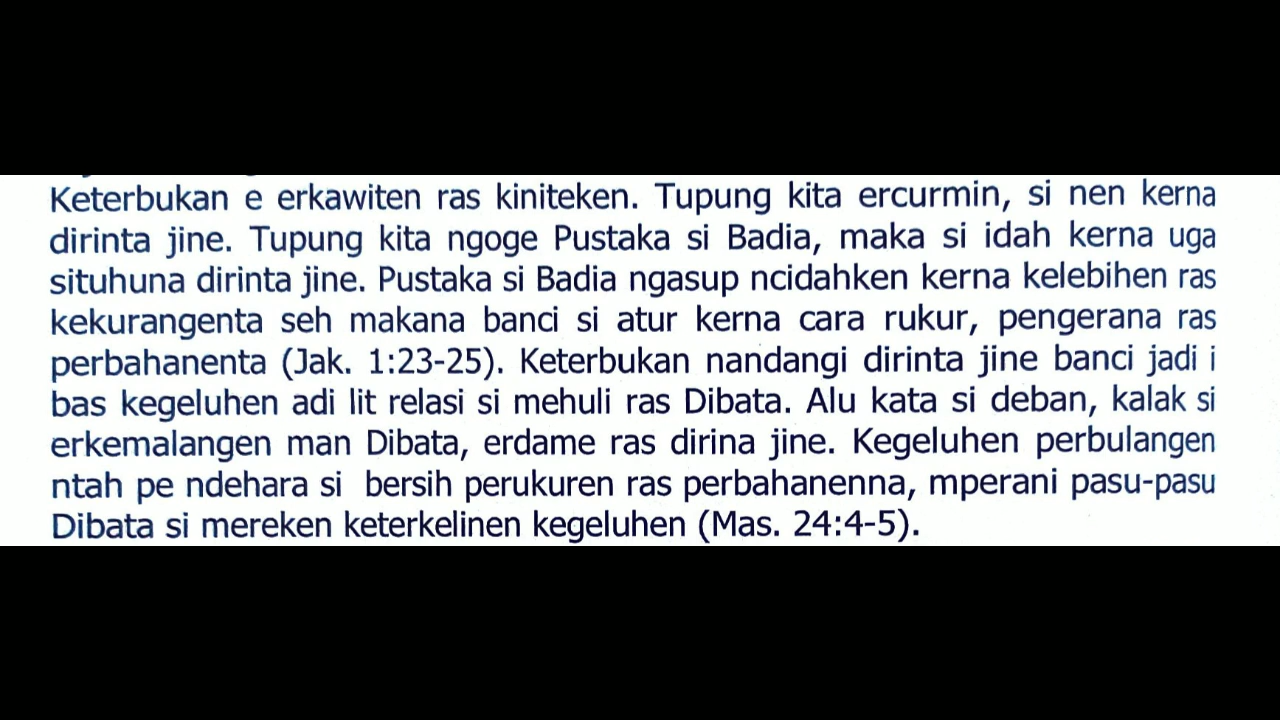 Keterbukan e erkawiten ras kiniteken. Tupung kita ercurmin, si nen kerna
dirinta jine. Tupung kita ngoge Pustaka si Badia, maka si idah kerna uga
situhuna dirinta jine. Pustaka si Badia ngasup ncidahken kerna kelebihen ras
kekurangenta seh makana banci si atur kerna cara rukur, pengerana ras
perbahanenta (Jak. 1:23-25). Keterbukan nandangi dirinta jine banci jadi i
bas kegeluhen adi lit relasi si mehuli ras Dibata. Alu kata si deban, kalak si
erkemalangen man Dibata, erdame ras dirina jine. Kegeluhen perbulangen
ntah pe ndehara si  bersih perukuren ras perbahanenna, mperani pasu-pasu
Dibata si mereken keterkelinen kegeluhen (Mas. 24:4-5).